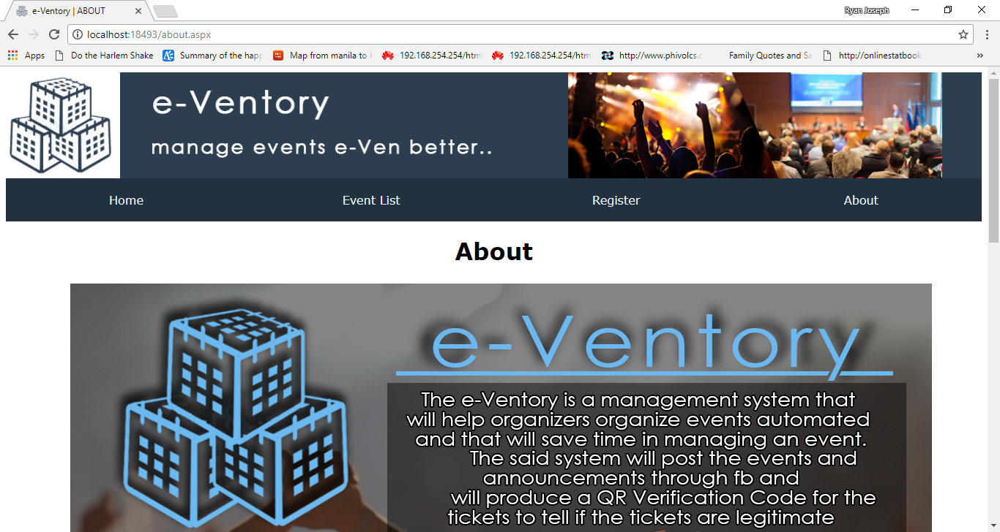 e-Ventory | ABOUT
Ryan Joseph
localhost:18493/about.aspx
Apps Do the Harlem Shake Summary of the happ Map from manila to 192.168.254.254/html 192.168.254.254/html http://www.phivolcs. Family Quotes and Sa http://onlinestatbook »
e-Ventory
manage events e-Ven better..
Home Event List Register About
About
e-Ventory
The e-Ventory is a management system that
will help organizers organize events automated
and that will save time in managing an event.
The said system will post the events and
announcements through fb and
will produce a QR Verification Code for the
tickets to tell if the tickets are legitimate